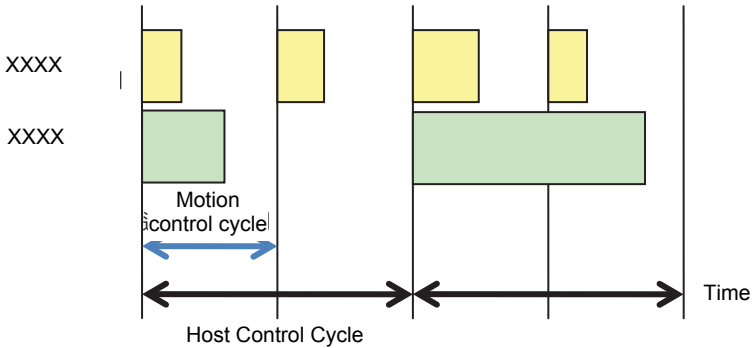 XXXX
XXXX
Motion
control cycle
Time
Host Control Cycle